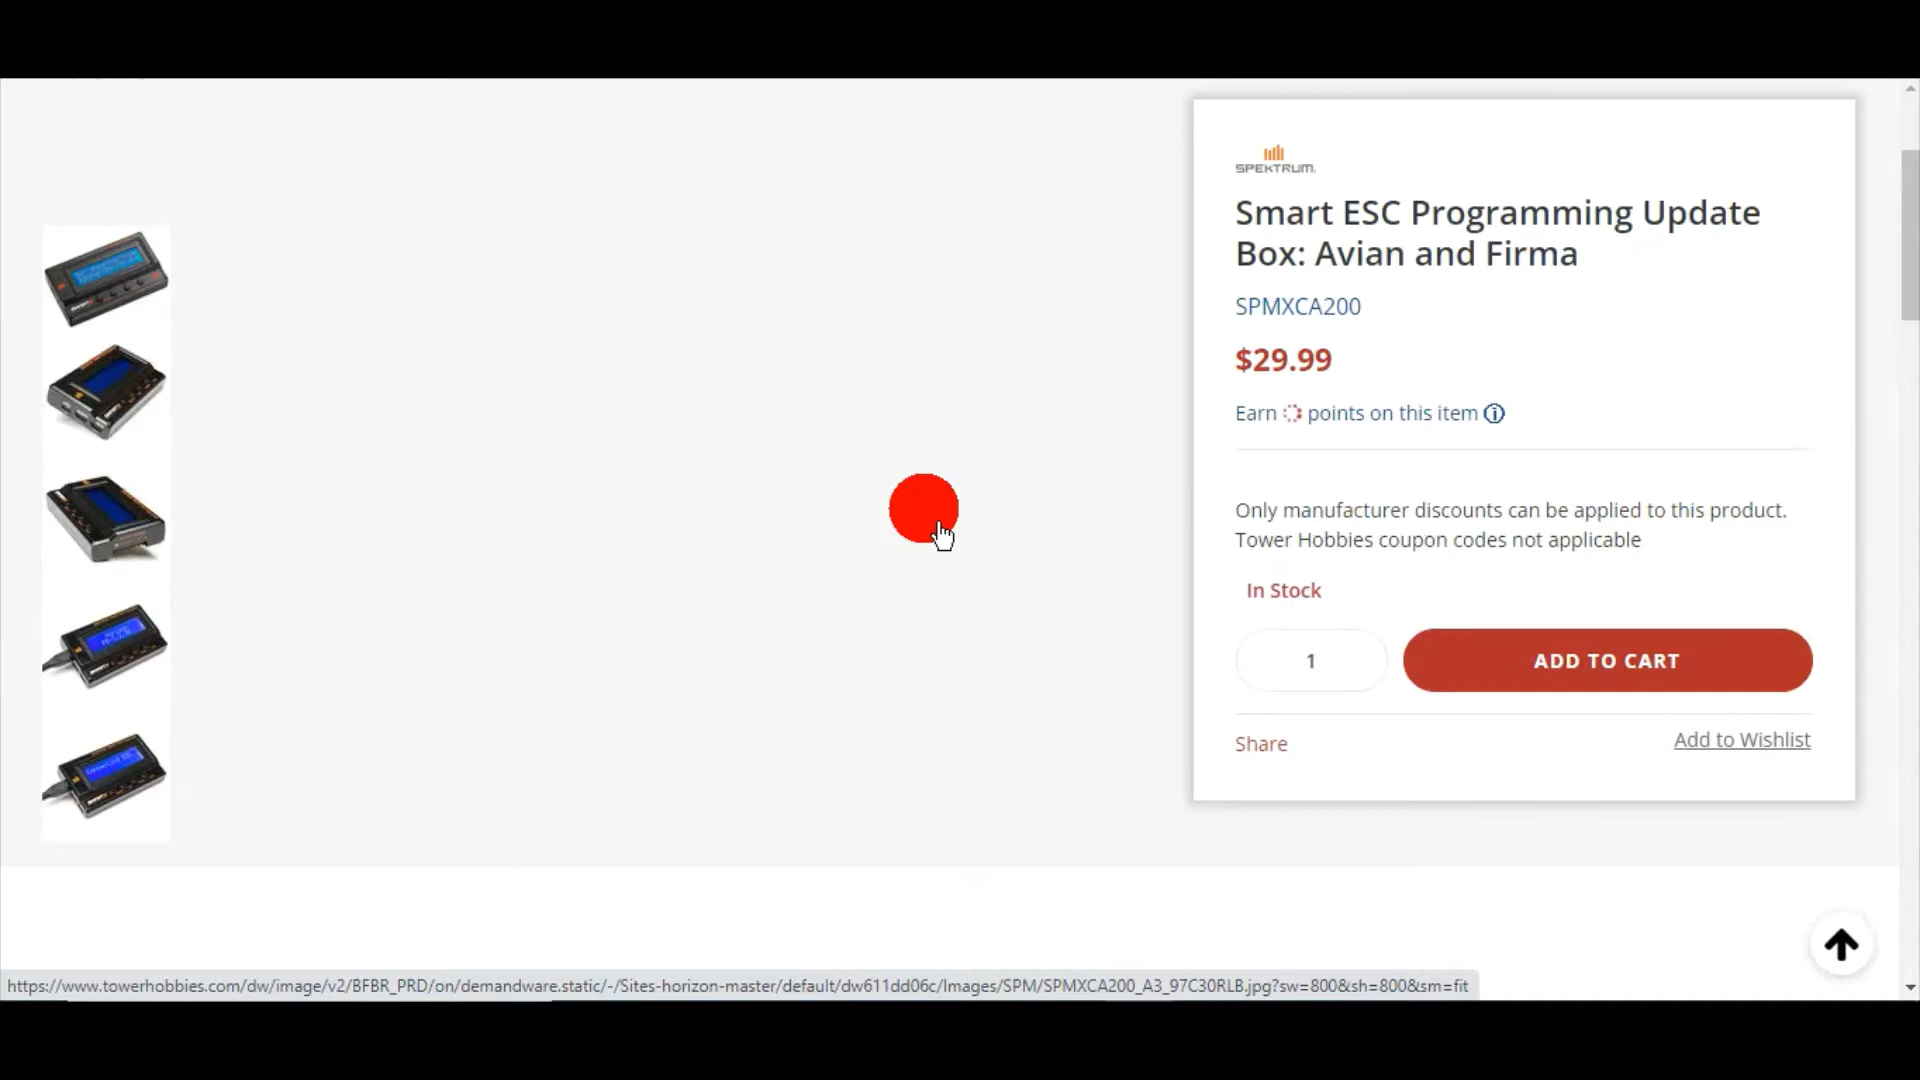 SPEKTRUM
Smart ESC Programming Update
Box: Avian and Firma
SPMXCA200
$29.99
Earn points on this item
Only manufacturer discounts can be applied to this product.
Tower Hobbies coupon codes not applicable
In Stock
1
ADD TO CART
Share
Add to Wishlist
https://www.towerhobbies.com/dw/image/v2/BFBR_PRD/on/demandware.static/-/Sites-horizon-master/default/dw611dd06c/Images/SPM/SPMXCA200_A3_97C30RLB.jpg?sw=800&sh=800&sm=fit